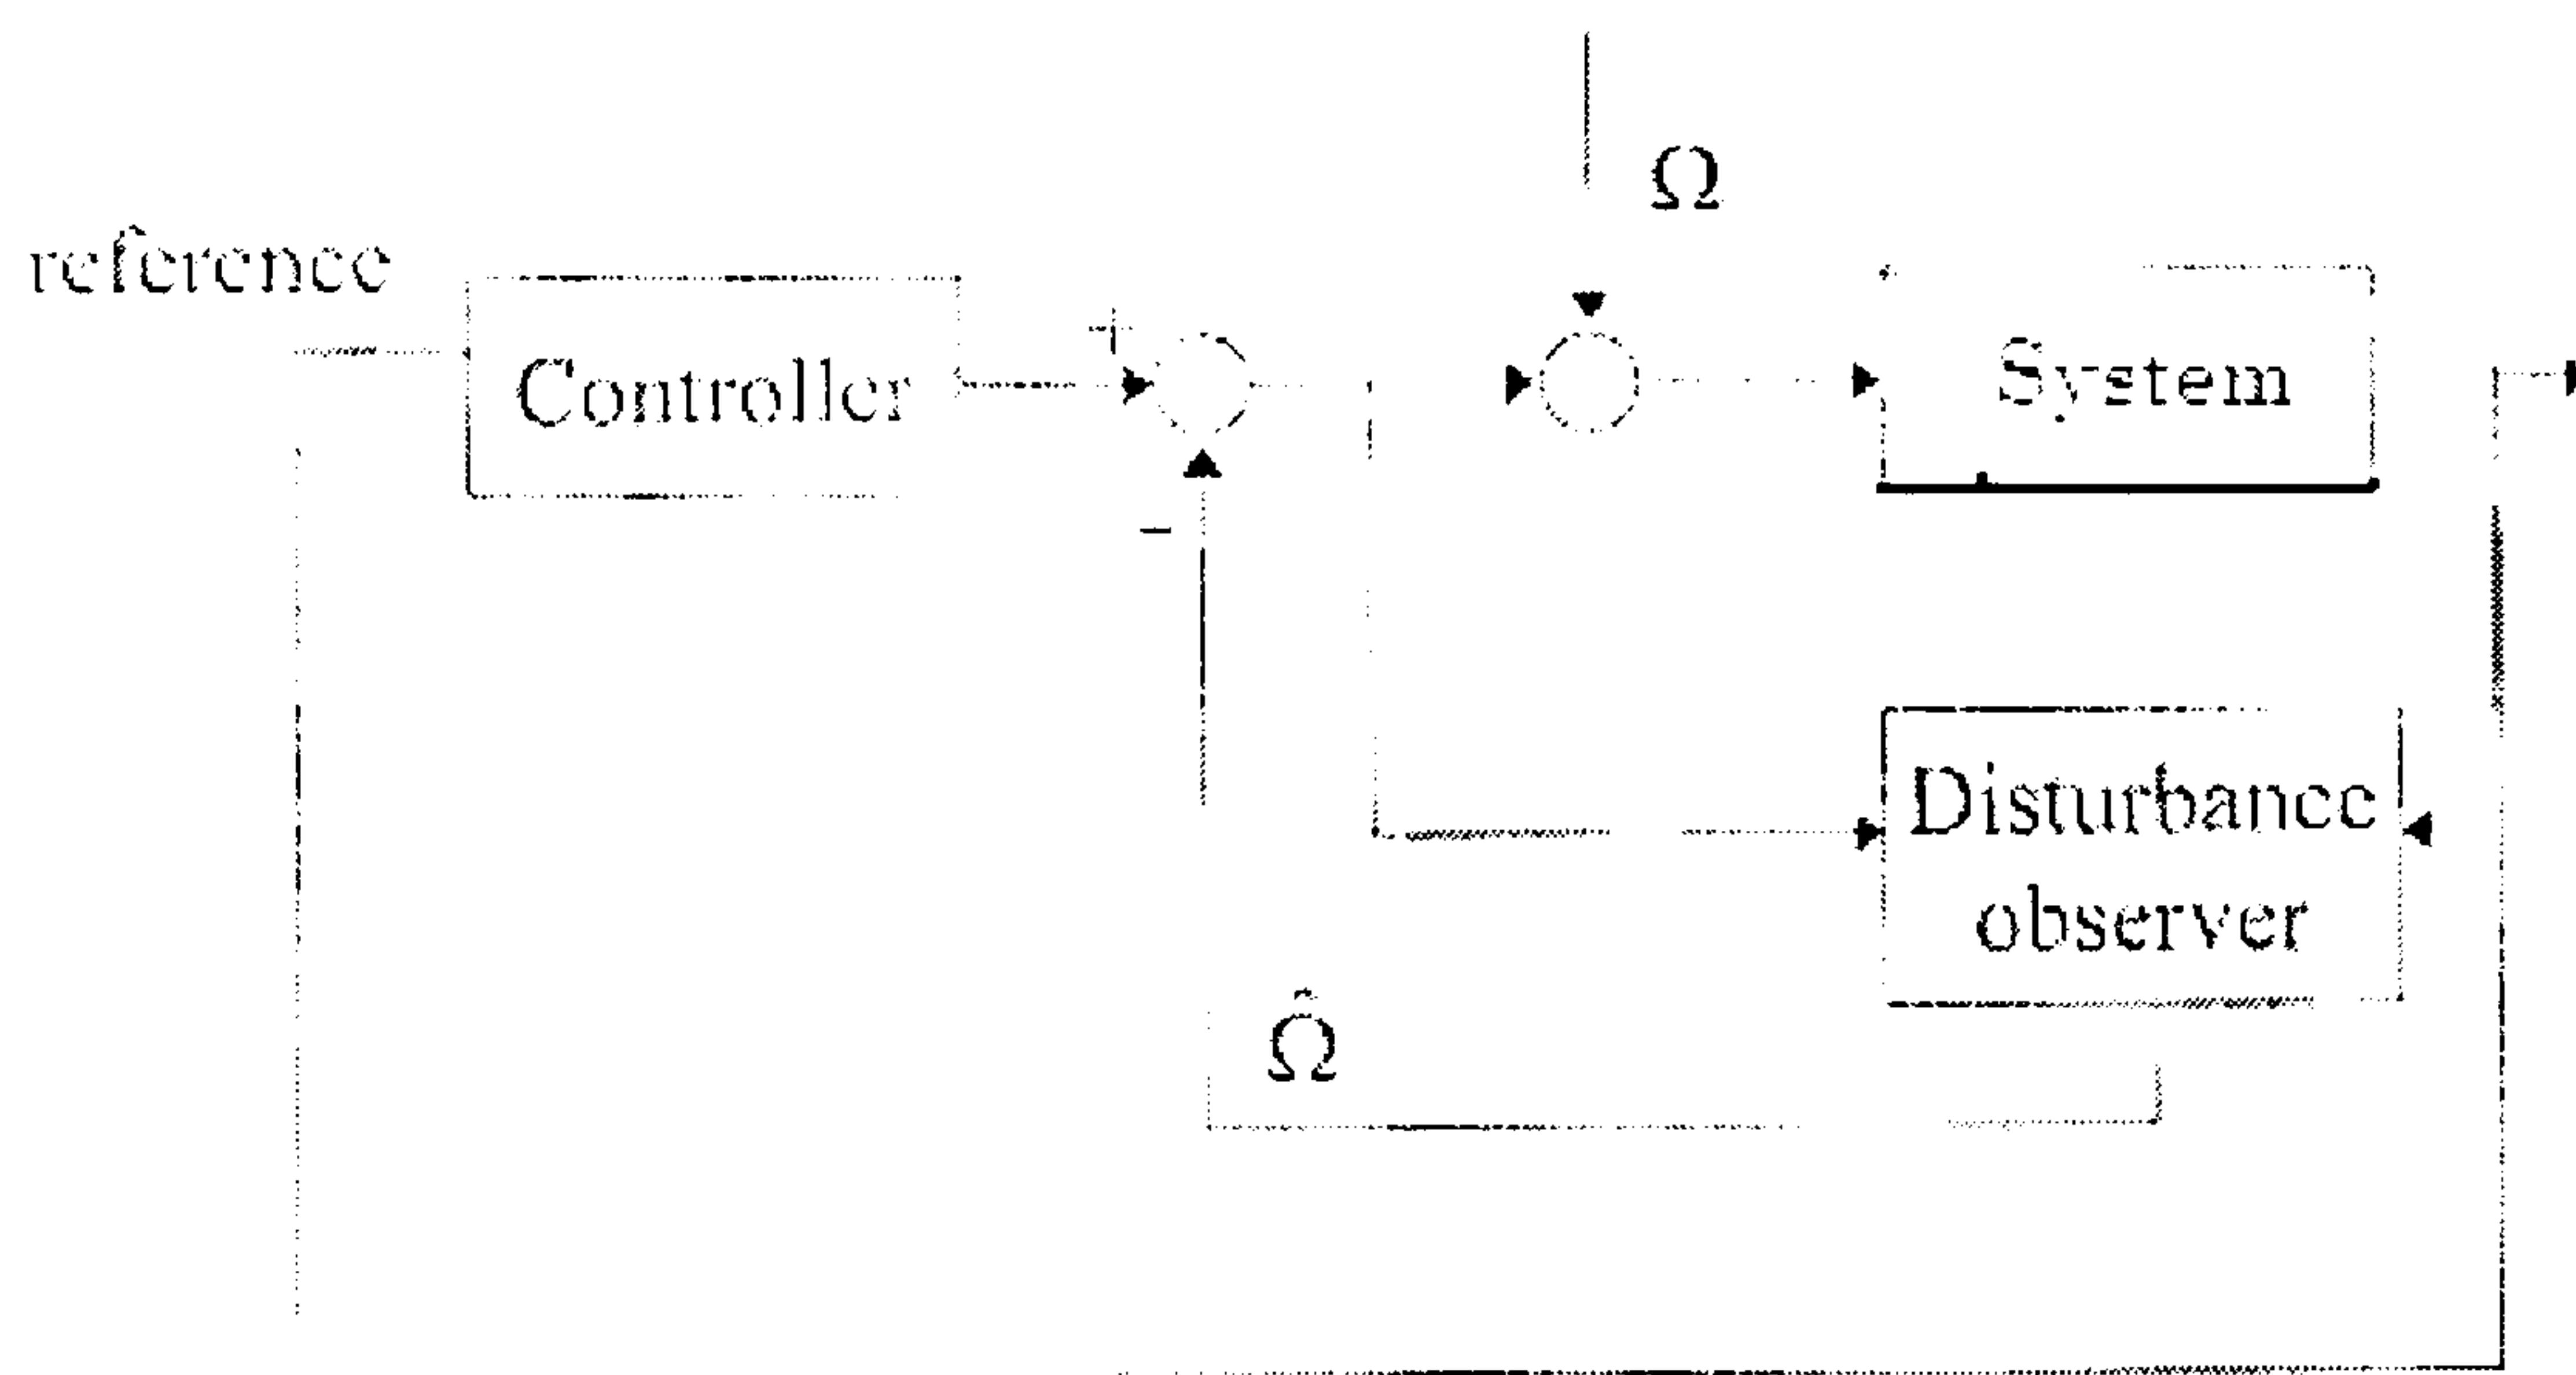 Ω
reference
+
Controller
System
-
Disturbance
observer
Ω̂